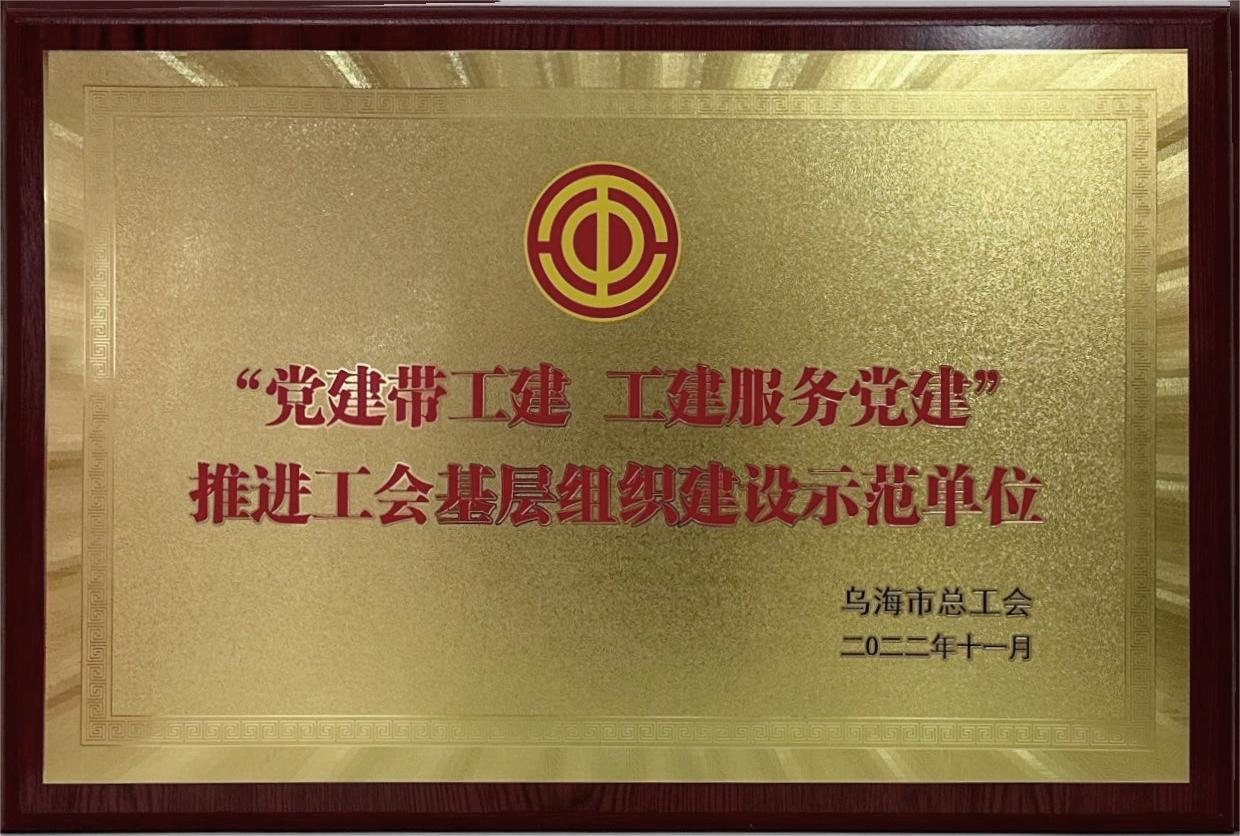 “党建带工建 工建服务党建”
推进工会基层组织建设示范单位
乌海市总工会
二0二二年十一月